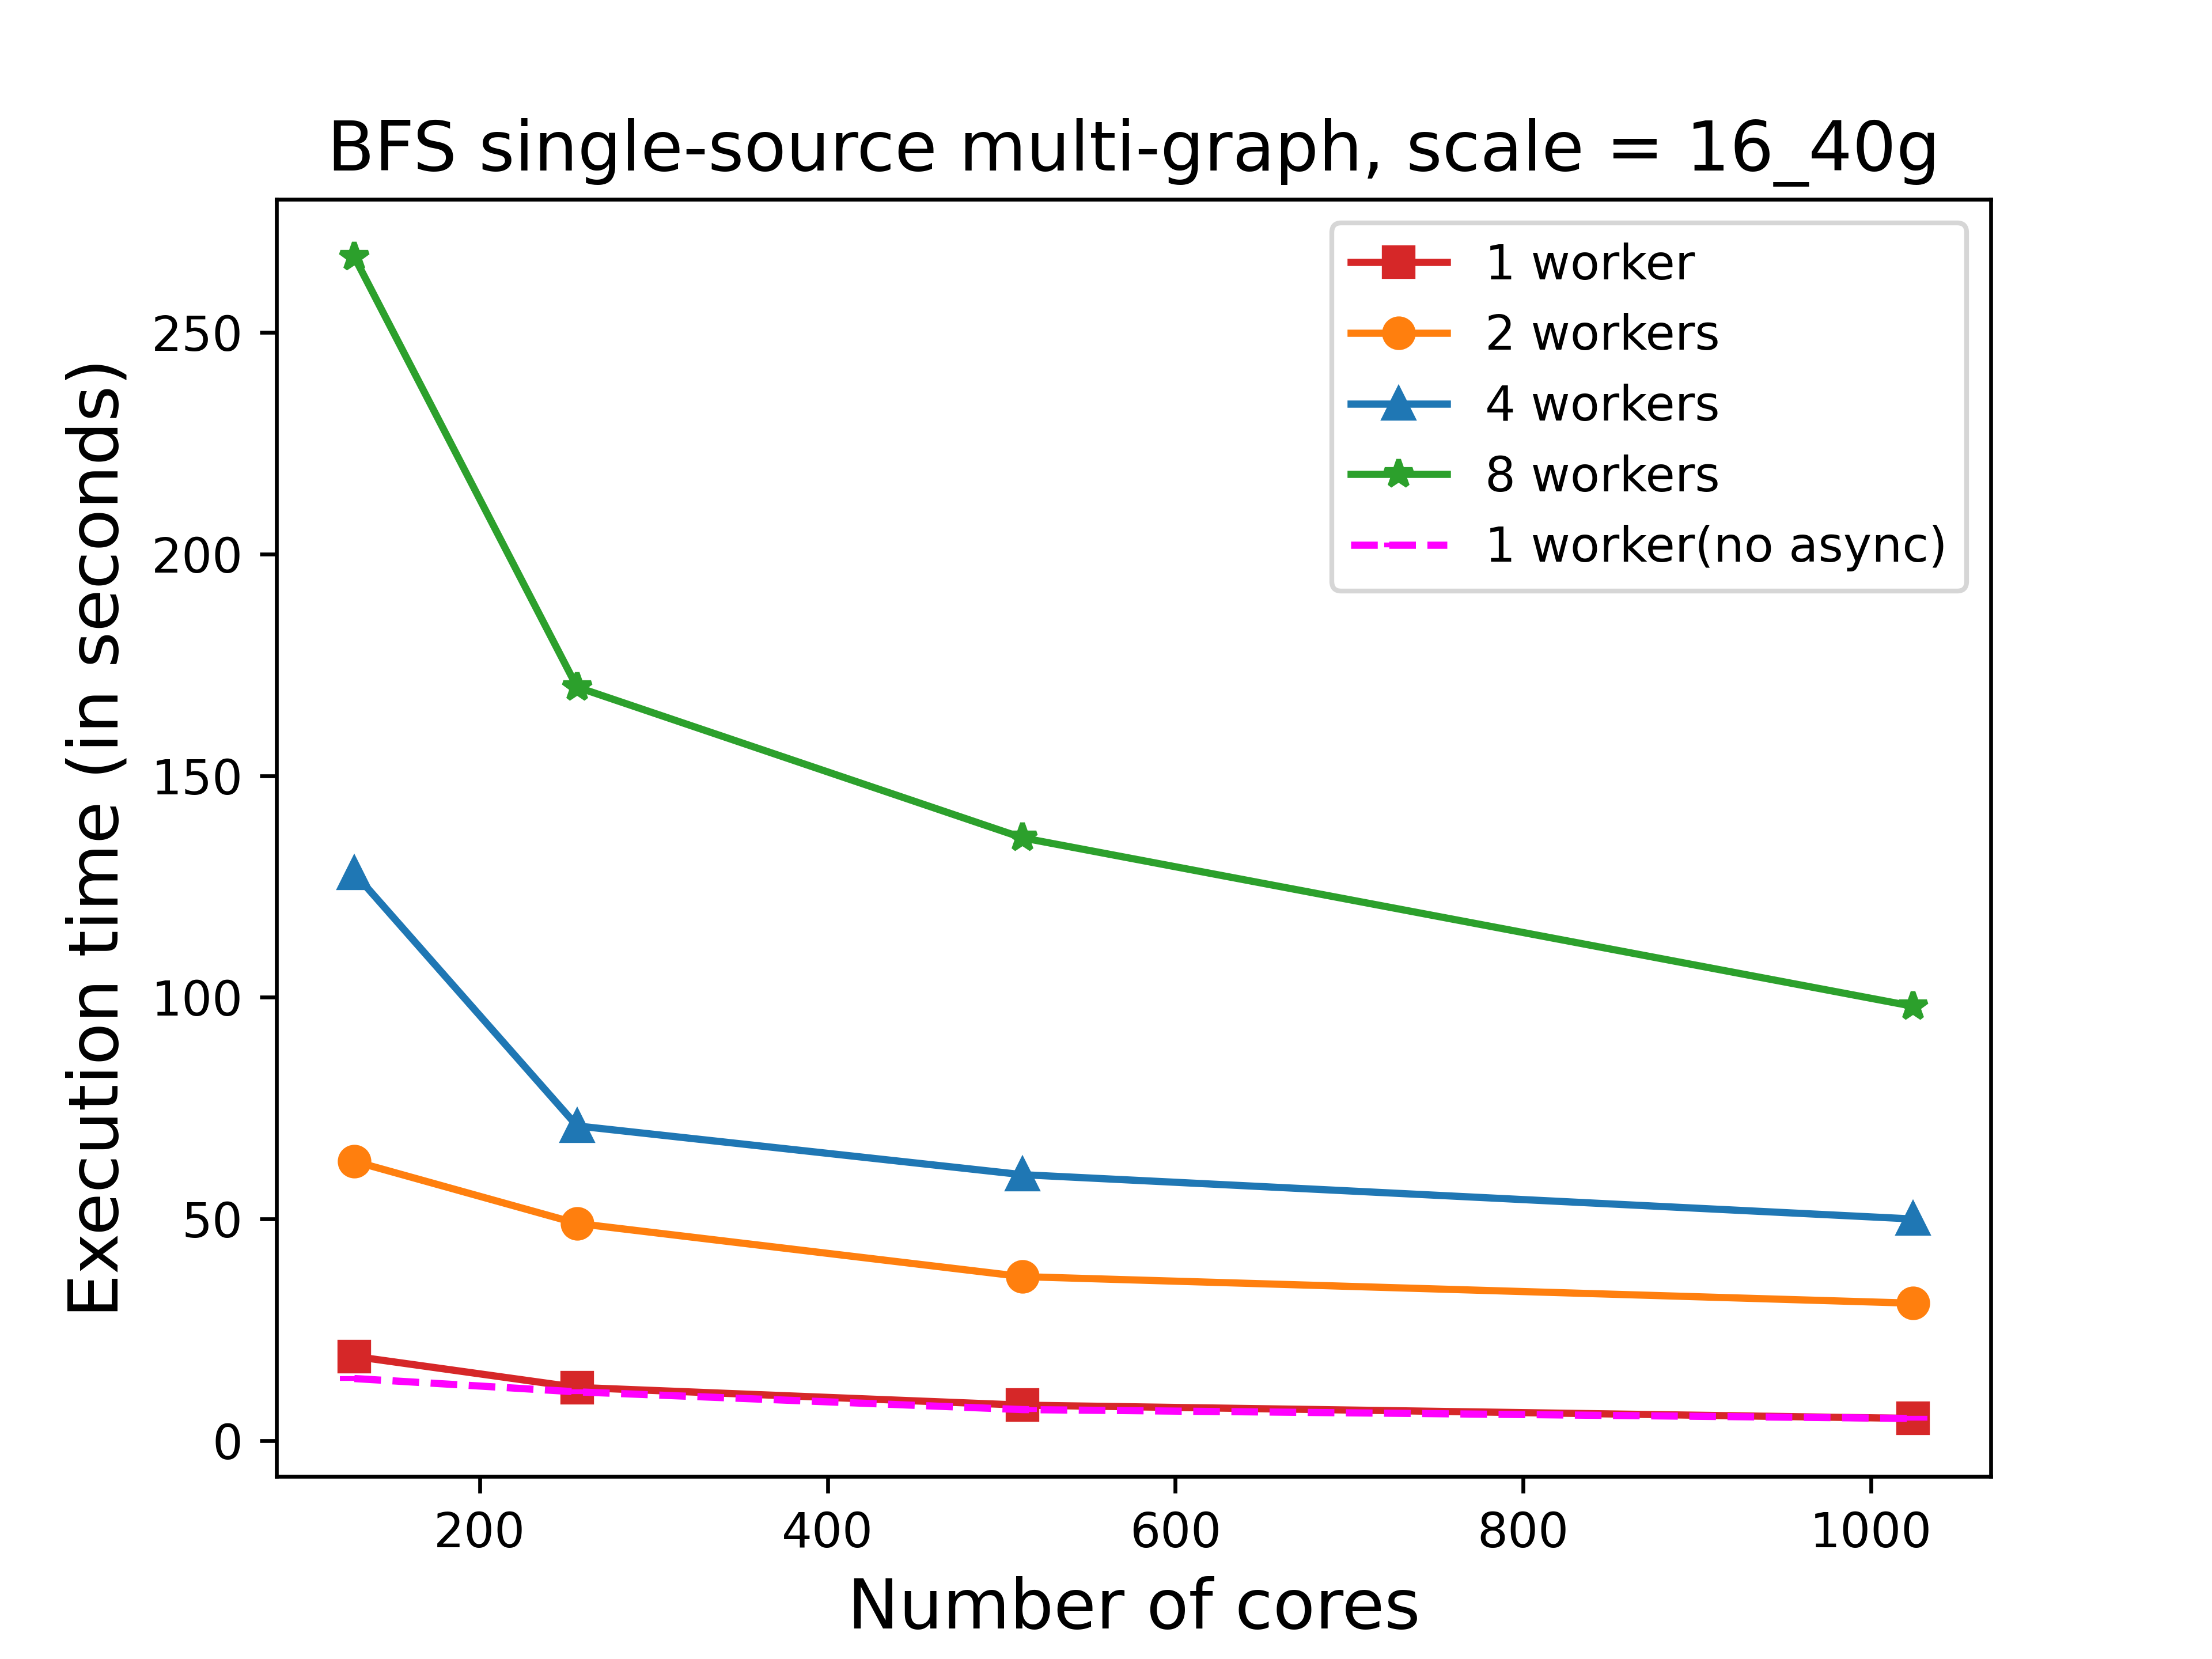 BFS single-source multi-graph, scale = 16_40g
1 worker
2 workers
4 workers
8 workers
1 worker(no async)
Execution time (in seconds)
250
200
150
100
50
0
200 400 600 800 1000
Number of cores